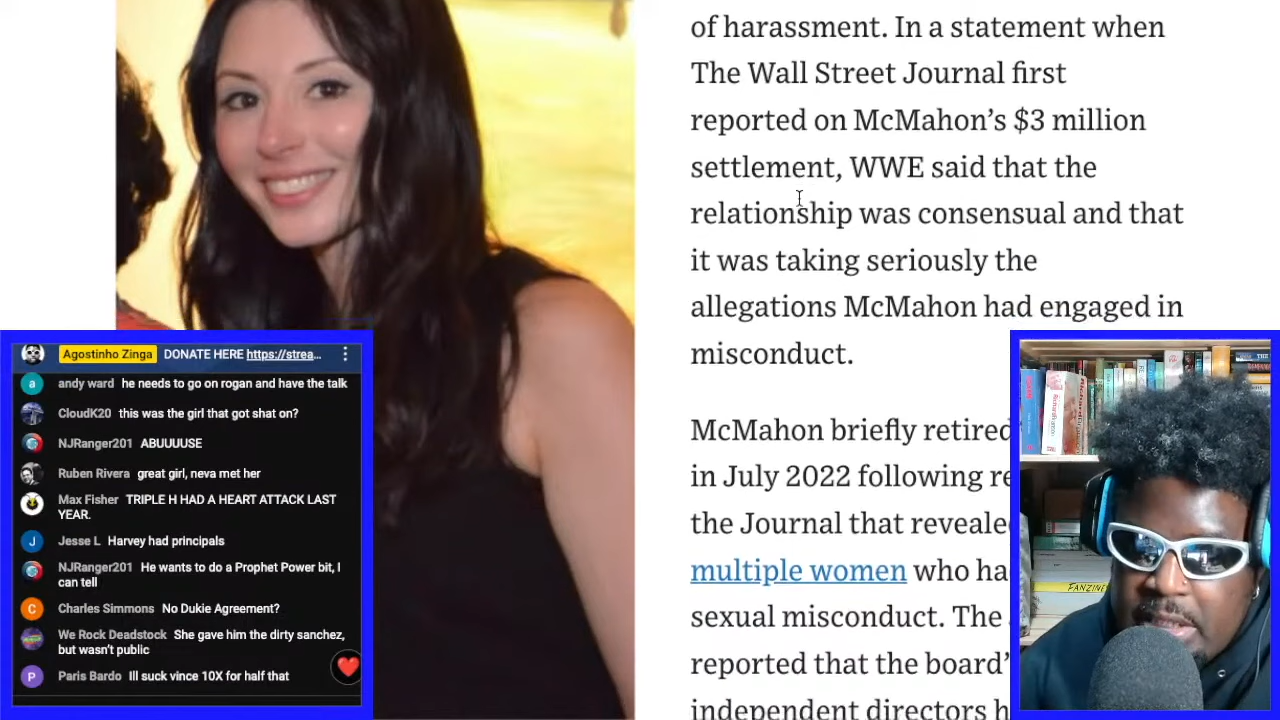 of harassment. In a statement when
The Wall Street Journal first
reported on McMahon’s $3 million
settlement, WWE said that the
relationship was consensual and that
it was taking seriously the
allegations McMahon had engaged in
misconduct.
McMahon briefly retired
in July 2022 following re
the Journal that reveale
multiple women who ha
sexual misconduct. The
reported that the board’
independent directors h
Agostinho Zinga DONATE HERE https://strea...
andy ward he needs to go on rogan and have the talk
CloudK20 this was the girl that got shat on?
NJRanger201 ABUUUUSE
Ruben Rivera great girl, neva met her
Max Fisher TRIPLE H HAD A HEART ATTACK LAST
YEAR.
Jesse L Harvey had principals
NJRanger201 He wants to do a Prophet Power bit, I
can tell
Charles Simmons No Dukie Agreement?
We Rock Deadstock She gave him the dirty sanchez,
but wasn’t public
Paris Bardo Ill suck vince 10X for half that
FANZINE